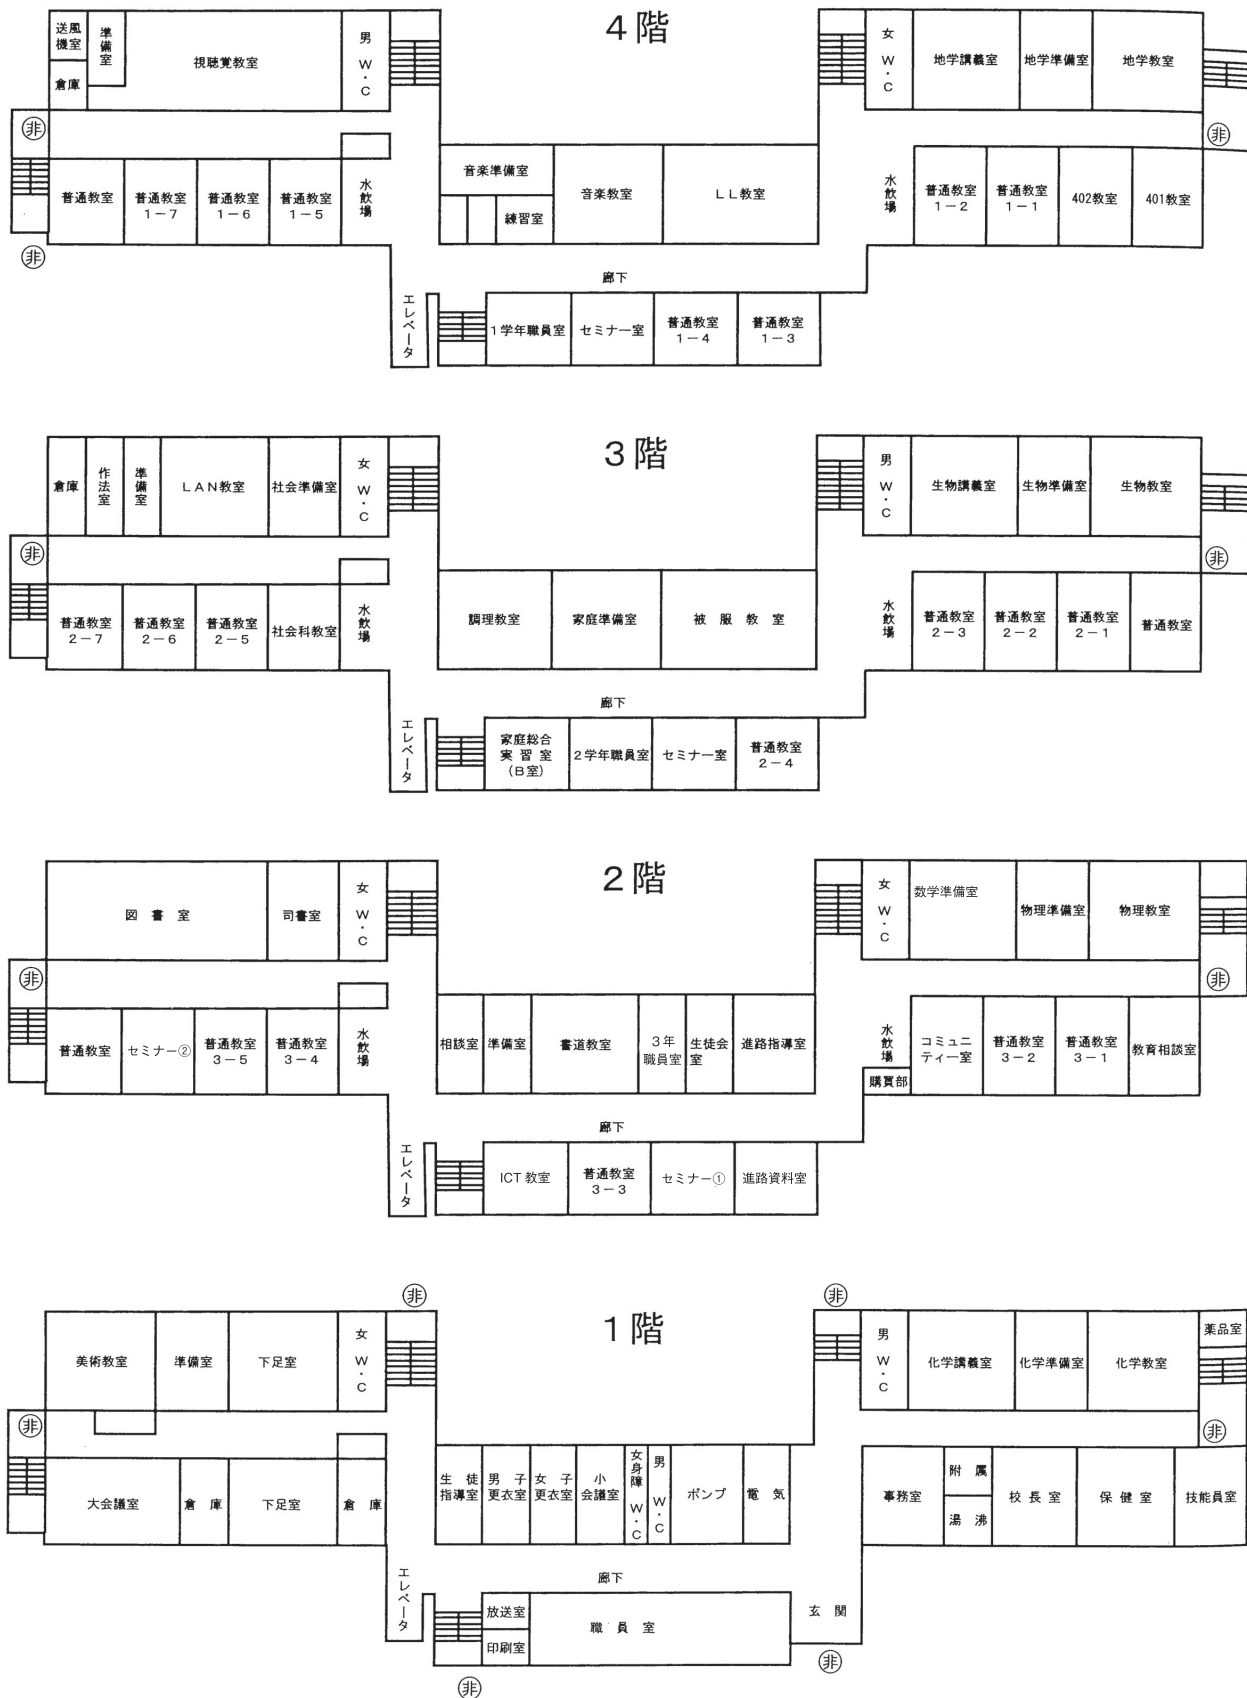 4階
送風
機室
準備室
視聴覚教室
男 W・C
女 W・C
地学講義室
地学準備室
地学教室
倉庫
非
非
普通教室
普通教室
1－7
普通教室
1－6
普通教室
1－5
水飲場
音楽準備室
練習室
音楽教室
ＬＬ教室
水飲場
普通教室
1－2
普通教室
1－1
402教室
401教室
非
廊下
エレベータ
1学年職員室
セミナー室
普通教室
1－4
普通教室
1－3
3階
倉庫
作法室
準備室
ＬＡＮ教室
社会準備室
女 W・C
男 W・C
生物講義室
生物準備室
生物教室
非
非
普通教室
2－7
普通教室
2－6
普通教室
2－5
社会科教室
水飲場
調理教室
家庭準備室
被服教室
水飲場
普通教室
2－3
普通教室
2－2
普通教室
2－1
普通教室
廊下
エレベータ
家庭総合
実習室
（B室）
2学年職員室
セミナー室
普通教室
2－4
2階
図書室
司書室
女 W・C
女 W・C
数学準備室
物理準備室
物理教室
非
非
普通教室
セミナー②
普通教室
3－5
普通教室
3－4
水飲場
相談室
準備室
書道教室
3年
職員室
生徒会
室
進路指導室
水飲場
購買部
コミュニ
ティー室
普通教室
3－2
普通教室
3－1
教育相談室
廊下
エレベータ
ICT 教室
普通教室
3－3
セミナー①
進路資料室
非
非
1階
美術教室
準備室
下足室
女 W・C
男 W・C
化学講義室
化学準備室
化学教室
薬品室
非
非
大会議室
倉庫
下足室
倉庫
生徒
指導室
男子
更衣室
女子
更衣室
小
会議室
女身障 W・C
男 W・C
ポンプ
電気
事務室
附属
湯沸
校長室
保健室
技能員室
廊下
エレベータ
放送室
印刷室
職員室
玄関
非
非